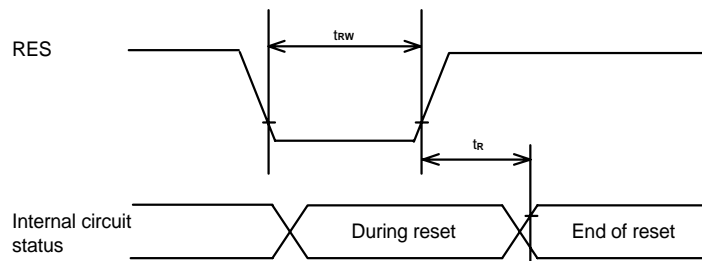 RES
tRW
tR
Internal circuit
status
During reset
End of reset